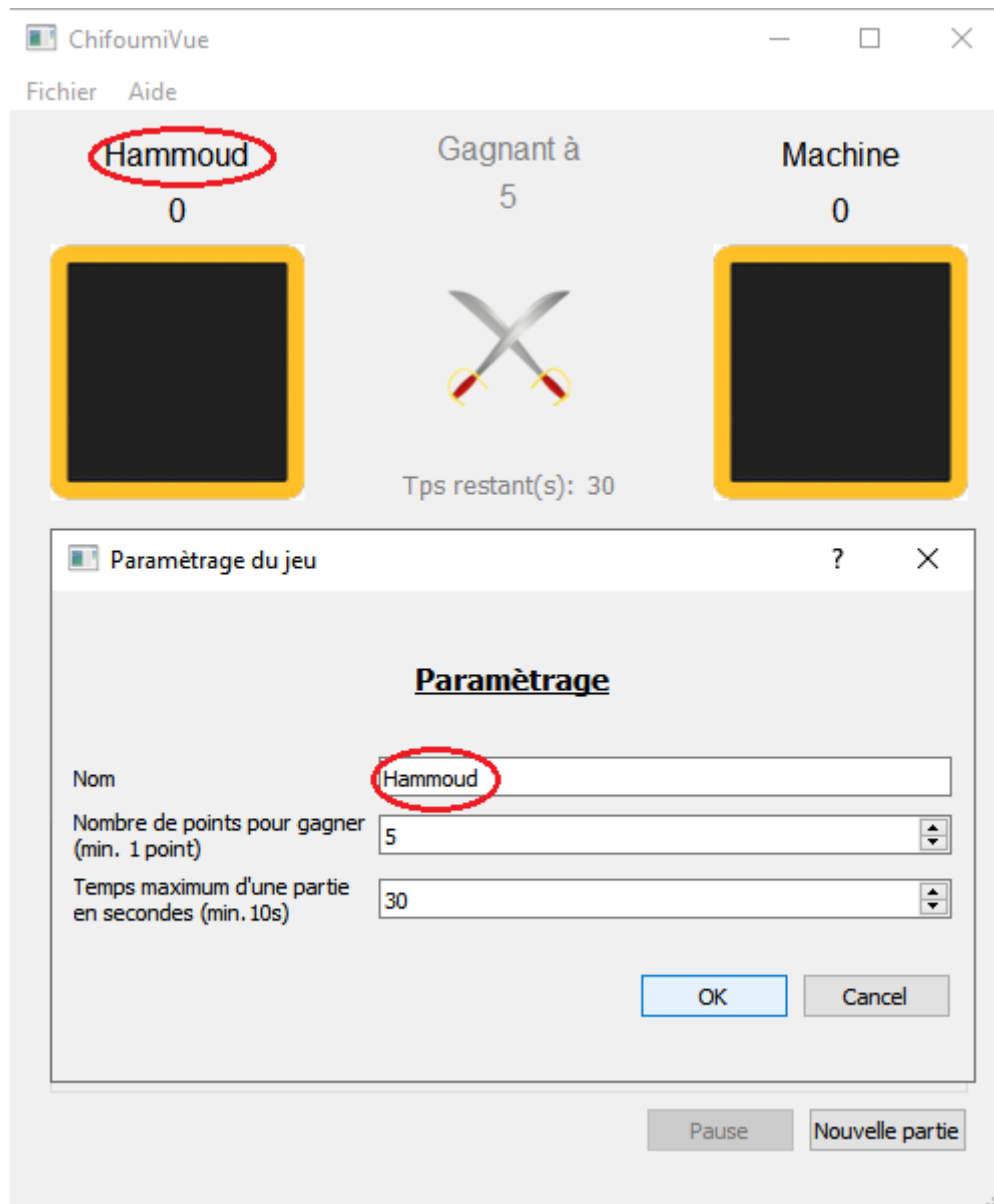 ChifoumiVue
Fichier Aide
Hammoud Gagnant à Machine
0 5 0
Tps restant(s): 30
Paramètrage du jeu ?
Paramètrage
Nom Hammoud
Nombre de points pour gagner
(min. 1 point) 5
Temps maximum d'une partie
en secondes (min. 10s) 30
OK Cancel
Pause Nouvelle partie